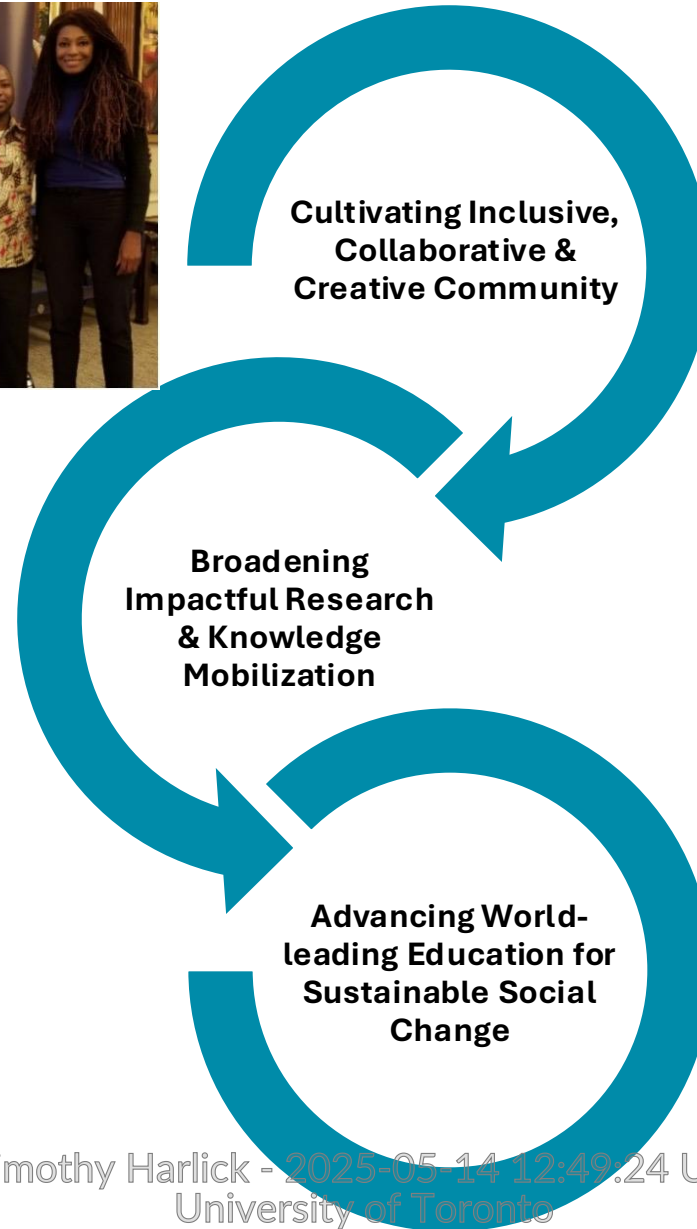 Cultivating Inclusive,
Collaborative &
Creative Community
Broadening
Impactful Research
& Knowledge
Mobilization
Advancing World-
leading Education for
Sustainable Social
Change
Harlick - 2025-05-14 12:49:24
University of Toronto